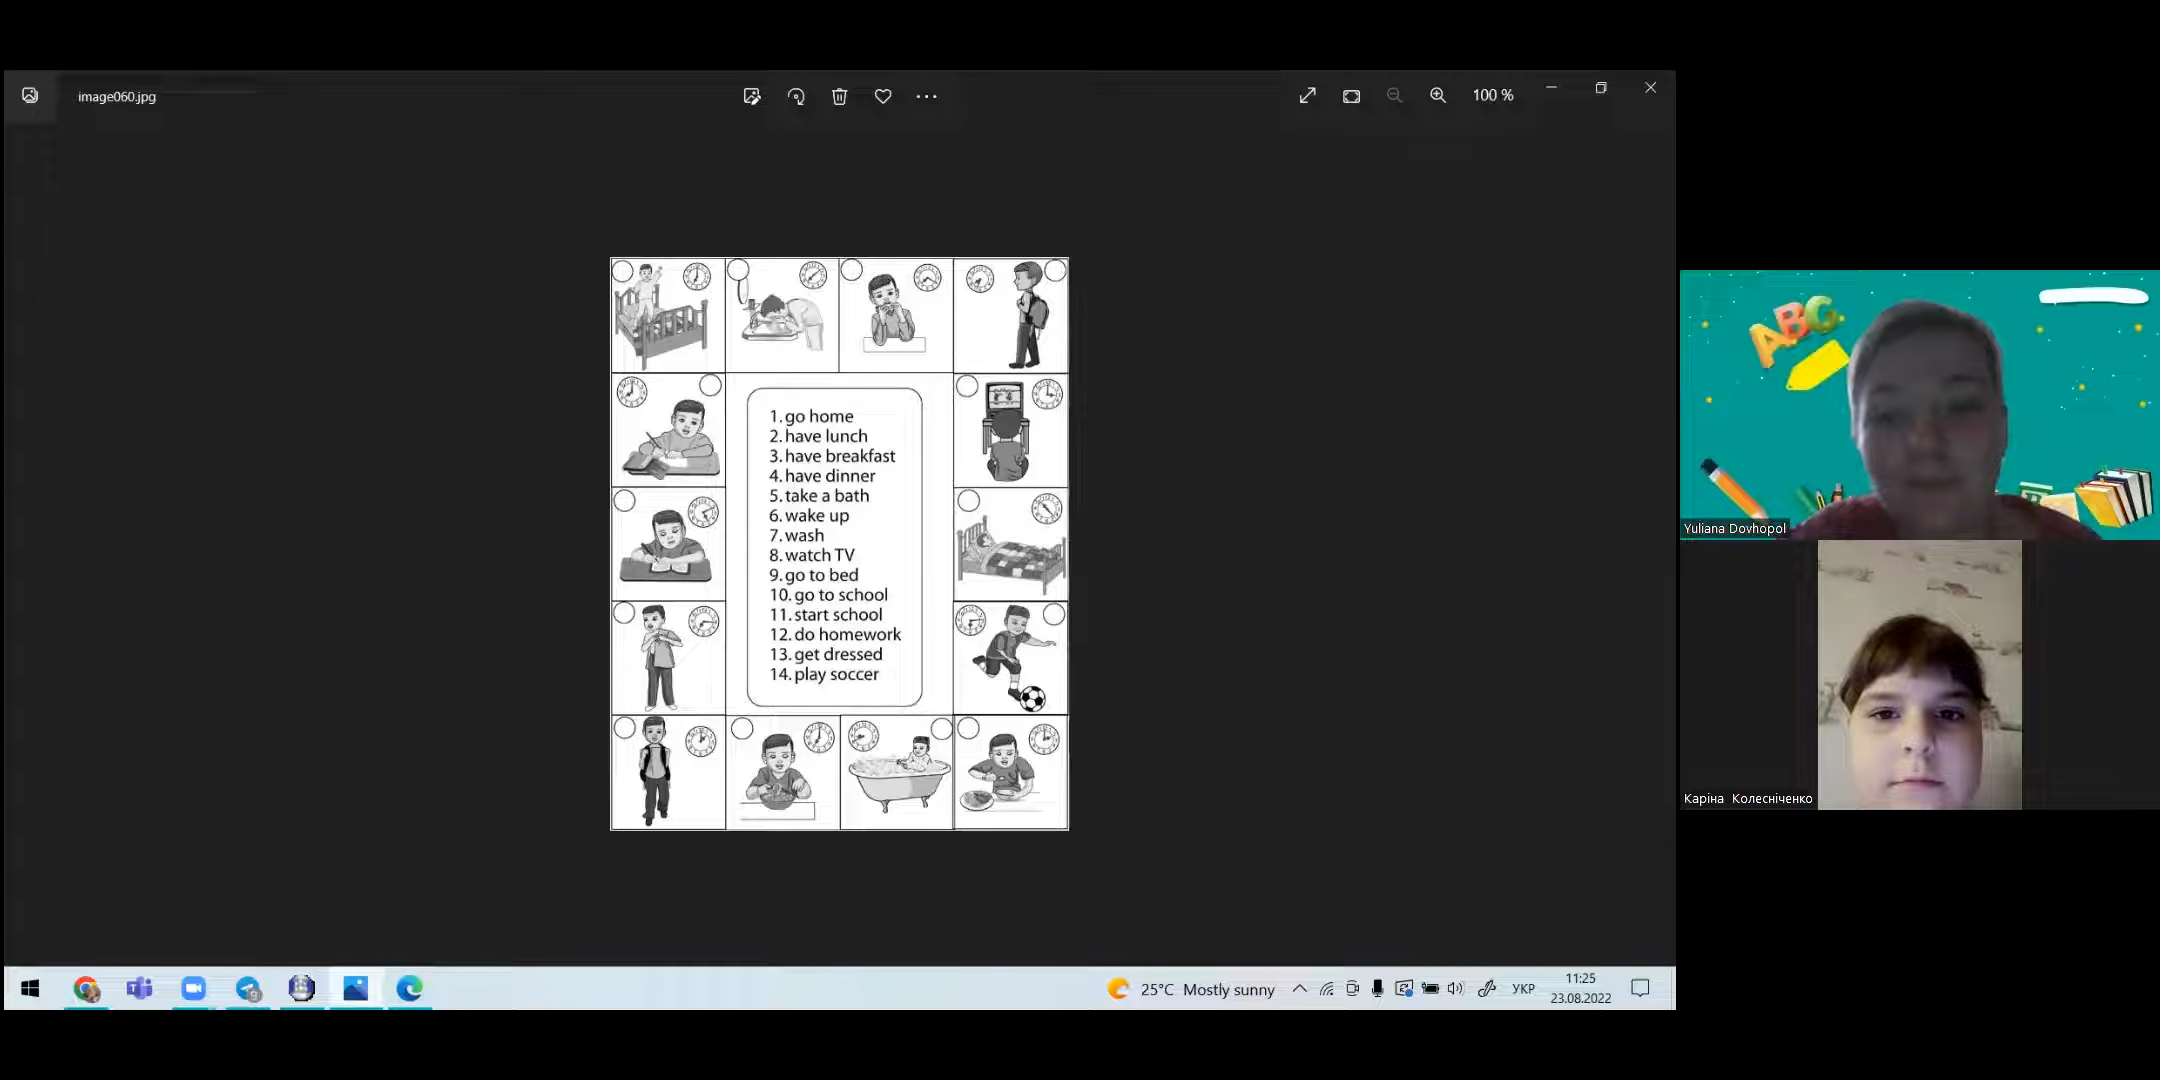 image060.jpg
100 %
1. go home
2. have lunch
3. have breakfast
4. have dinner
5. take a bath
6. wake up
7. wash
8. watch TV
9. go to bed
10. go to school
11. start school
12. do homework
13. get dressed
14. play soccer
ABC
Yuliana Dovhopol
Каріна Колесніченко
25°C Mostly sunny
УКР
11:25
23.08.2022